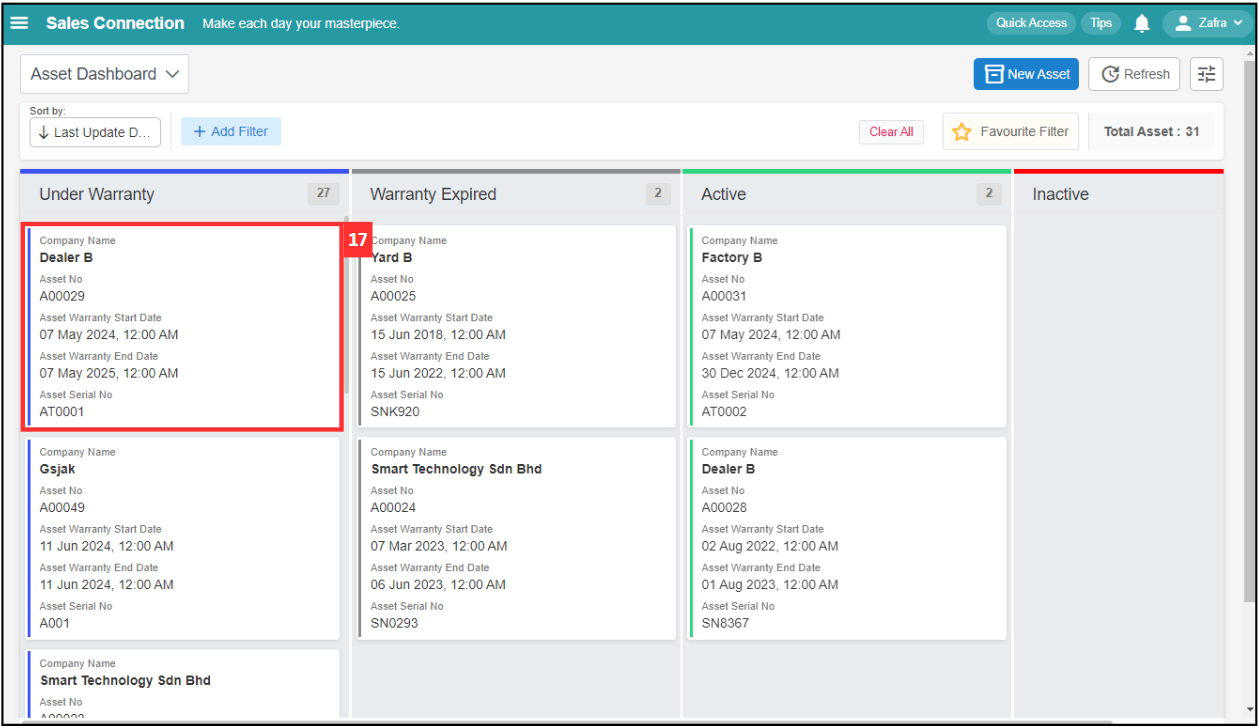 Sales Connection Make each day your masterpiece. Quick Access Tips Zafra
Asset Dashboard New Asset Refresh
Sort by:
Last Update D... + Add Filter Clear All Favourite Filter Total Asset : 31
Under Warranty 27
Company Name
Dealer B
Asset No
A00029
Asset Warranty Start Date
07 May 2024, 12:00 AM
Asset Warranty End Date
07 May 2025, 12:00 AM
Asset Serial No
AT0001
17
Company Name
Gsjak
Asset No
A00049
Asset Warranty Start Date
11 Jun 2024, 12:00 AM
Asset Warranty End Date
11 Jun 2024, 12:00 AM
Asset Serial No
A001
Company Name
Smart Technology Sdn Bhd
Asset No
Warranty Expired 2
Company Name
Yard B
Asset No
A00025
Asset Warranty Start Date
15 Jun 2018, 12:00 AM
Asset Warranty End Date
15 Jun 2022, 12:00 AM
Asset Serial No
SNK920
Company Name
Smart Technology Sdn Bhd
Asset No
A00024
Asset Warranty Start Date
07 Mar 2023, 12:00 AM
Asset Warranty End Date
06 Jun 2023, 12:00 AM
Asset Serial No
SN0293
Active 2
Company Name
Factory B
Asset No
A00031
Asset Warranty Start Date
07 May 2024, 12:00 AM
Asset Warranty End Date
30 Dec 2024, 12:00 AM
Asset Serial No
AT0002
Company Name
Dealer B
Asset No
A00028
Asset Warranty Start Date
02 Aug 2022, 12:00 AM
Asset Warranty End Date
01 Aug 2023, 12:00 AM
Asset Serial No
SN8367
Inactive